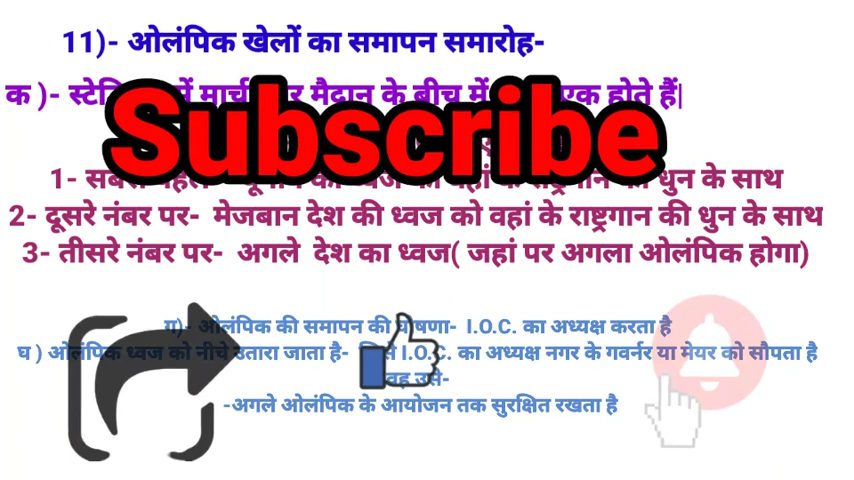 11)- ओलंपिक खेलों का समापन समारोह-
क )- में मार्च मैदान के बीच में एक होते हैं|
Subscribe
1- धुन के साथ
2- दूसरे नंबर पर- मेजबान देश की ध्वज को वहां के राष्ट्रगान की धुन के साथ
3- तीसरे नंबर पर- अगले देश का ध्वज( जहां पर अगला ओलंपिक होगा)
ग)- ओलंपिक की समापन की घोषणा- I.O.C. का अध्यक्ष करता है
घ ) ओलंपिक ध्वज को नीचे उतारा जाता है- जिसे I.O.C. का अध्यक्ष नगर के गवर्नर या मेयर को सौपता है
वह उसे-
-अगले ओलंपिक के आयोजन तक सुरक्षित रखता है